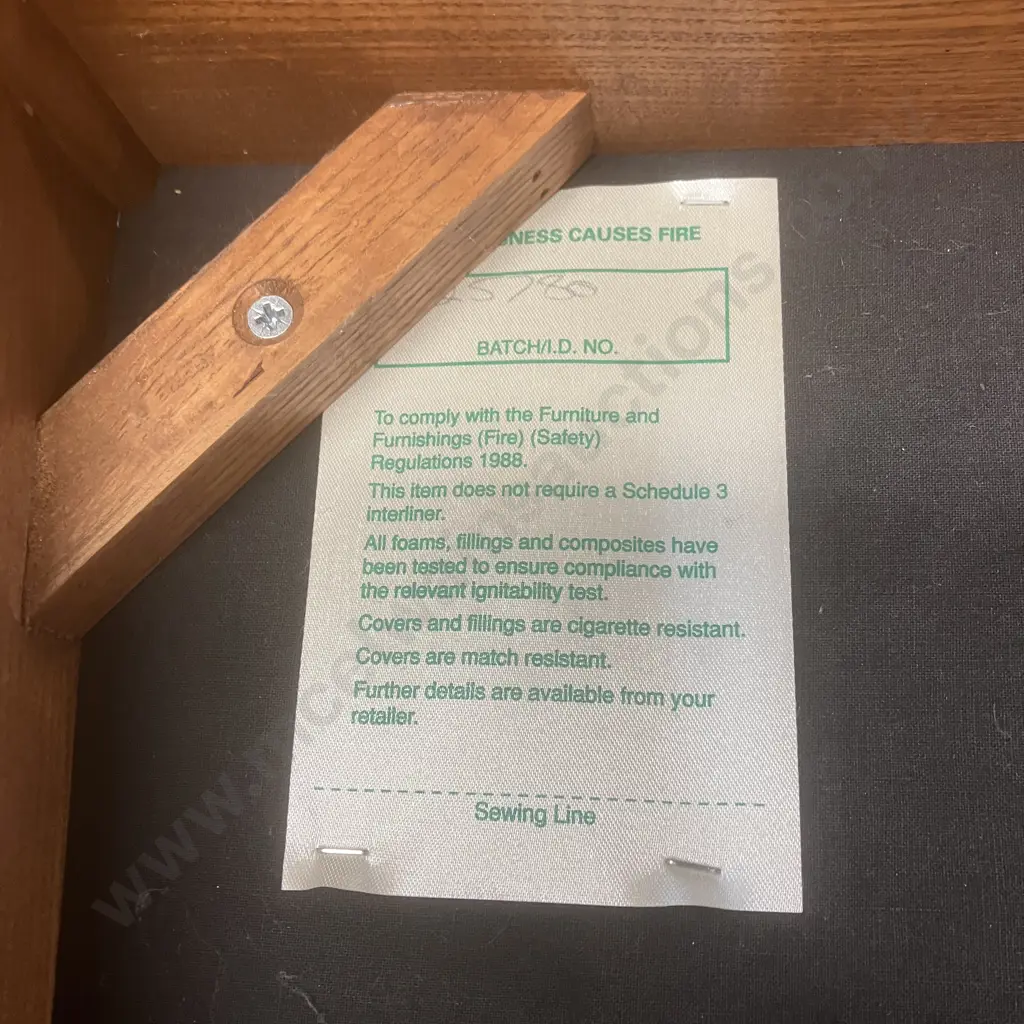 CAUSES FIRE
BATCH/I.D. NO.
To comply with the Furniture and
Furnishings (Fire) (Safety)
Regulations 1988.
This item does not require a Schedule 3
interliner.
All foams, fillings and composites have
been tested to ensure compliance with
the relevant ignitability test.
Covers and fillings are cigarette resistant.
Covers are match resistant.
Further details are available from your
retailer.
Sewing Line